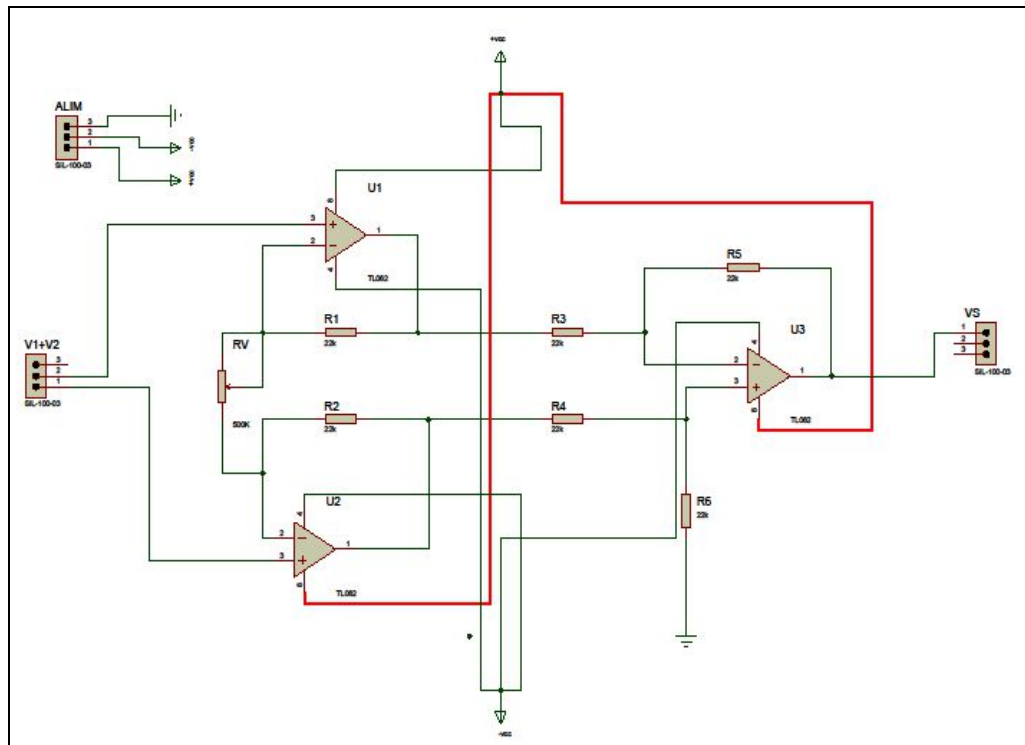 +VCC
ALIM
3
2
1
SIL-100-03
-VCC
+VCC
U1
8
3
2
1
4
TL082
R5
22k
R1
22k
R3
22k
VS
1
2
3
SIL-100-03
U3
4
2
3
1
8
TL082
V1+V2
3
2
1
SIL-100-03
RV
500K
R2
22k
R4
22k
U2
4
2
3
1
8
TL082
R6
22k
-VCC